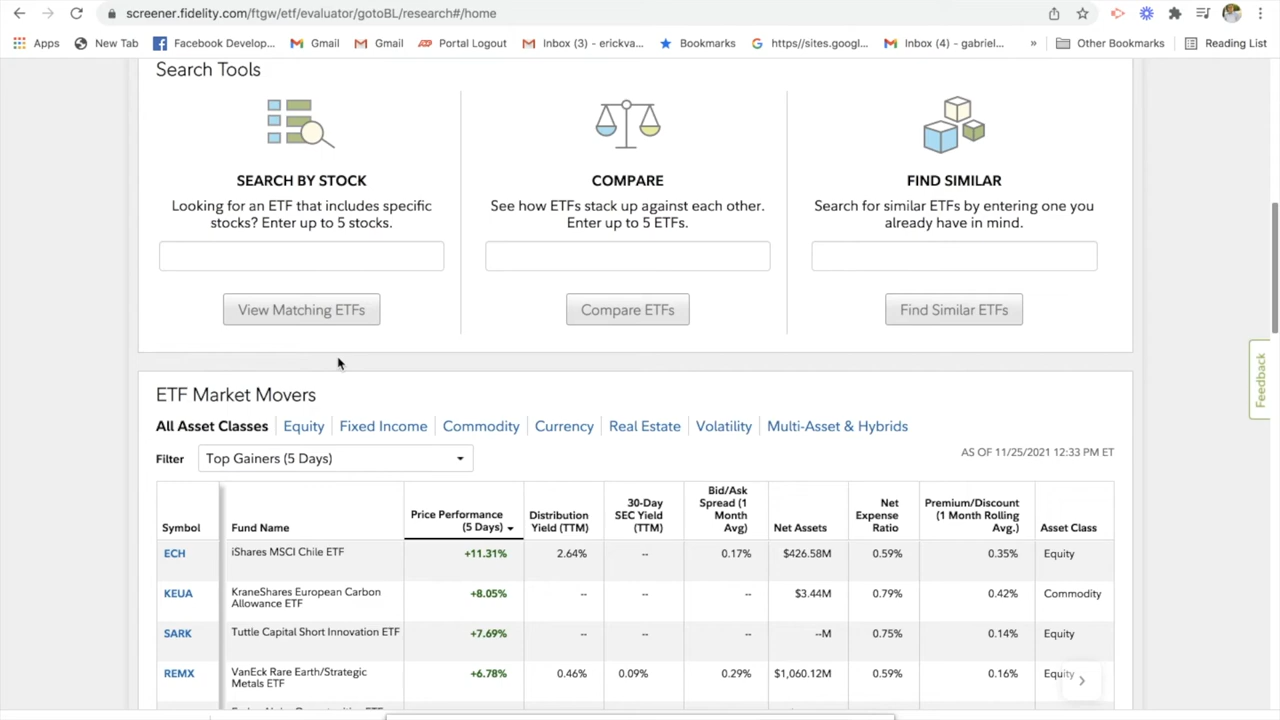 screener.fidelity.com/ftgw/etf/evaluator/gotoBL/research#/home
Apps
New Tab
Facebook Develop...
Gmail
Gmail
Portal Logout
Inbox (3) - erickva...
Bookmarks
https//sites.googl...
Inbox (4) - gabriel...
»
Other Bookmarks
Reading List
Search Tools
SEARCH BY STOCK
Looking for an ETF that includes specific
stocks? Enter up to 5 stocks.
View Matching ETFs
COMPARE
See how ETFs stack up against each other.
Enter up to 5 ETFs.
Compare ETFs
FIND SIMILAR
Search for similar ETFs by entering one you
already have in mind.
Find Similar ETFs
Feedback
ETF Market Movers
All Asset Classes Equity Fixed Income Commodity Currency Real Estate Volatility Multi-Asset & Hybrids
Filter Top Gainers (5 Days)
AS OF 11/25/2021 12:33 PM ET
Symbol
Fund Name
Price Performance
(5 Days)
Distribution
Yield (TTM)
30-Day
SEC Yield
(TTM)
Bid/Ask
Spread (1
Month
Avg)
Net Assets
Net
Expense
Ratio
Premium/Discount
(1 Month Rolling
Avg.)
Asset Class
ECH iShares MSCI Chile ETF +11.31% 2.64% -- 0.17% $426.58M 0.59% 0.35% Equity
KEUA KraneShares European Carbon
Allowance ETF +8.05% -- -- -- $3.44M 0.79% 0.42% Commodity
SARK Tuttle Capital Short Innovation ETF +7.69% -- -- -- --M 0.75% 0.14% Equity
REMX VanEck Rare Earth/Strategic
Metals ETF +6.78% 0.46% 0.09% 0.29% $1,060.12M 0.59% 0.16% Equity